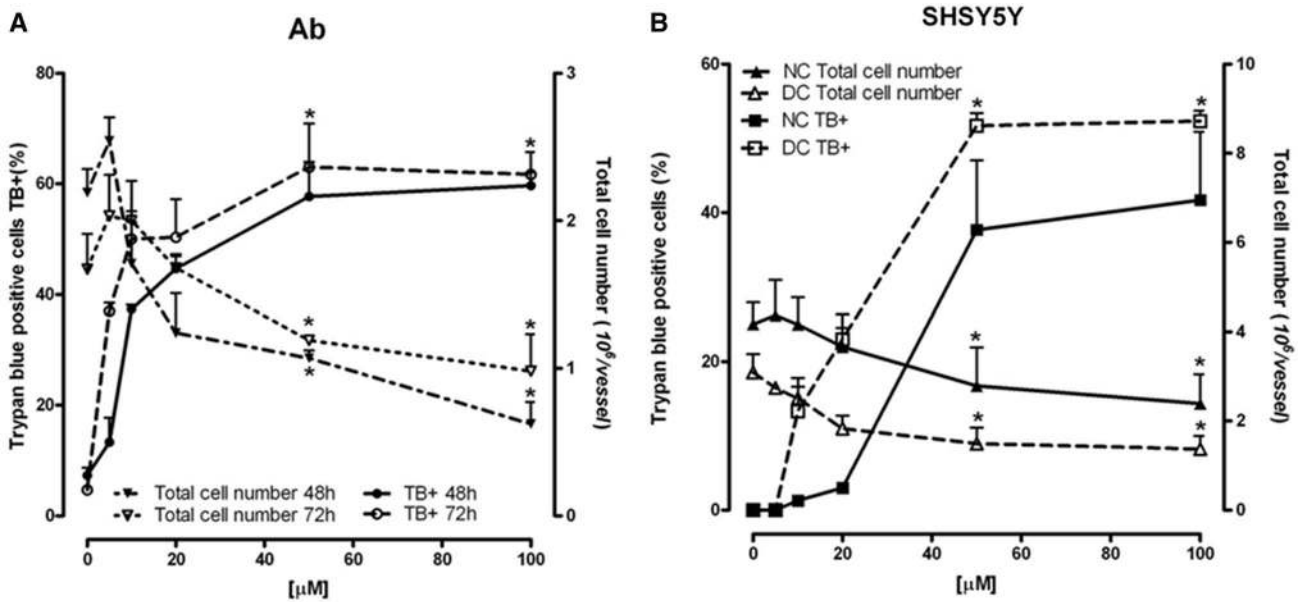 A
Ab
Trypan blue positive cells TB+(%)
80
60
40
20
0
3
2
1
0
Total cell number (10⁶/vessel)
*
*
*
*
*
*
Total cell number 48h
Total cell number 72h
TB+ 48h
TB+ 72h
0 20 40 60 80 100
[µM]
B
SHSY5Y
Trypan blue positive cells (%)
60
40
20
0
10
8
6
4
2
0
Total cell number (10⁶/vessel)
NC Total cell number
DC Total cell number
NC TB+
DC TB+
*
*
*
*
*
*
0 20 40 60 80 100
[µM]